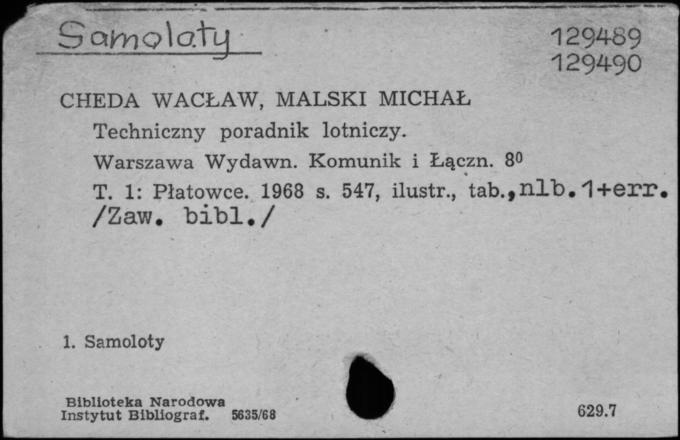 Samoloty
129489
129490
CHEDA WACŁAW, MALSKI MICHAŁ
Techniczny poradnik lotniczy.
Warszawa Wydawn. Komunik i Łączn. 8⁰
T. 1: Płatowce. 1968 s. 547, ilustr., tab.,nlb.1+err.
/Zaw. bibl./
1. Samoloty
Biblioteka Narodowa
Instytut Bibliograf. 5635/68
629.7